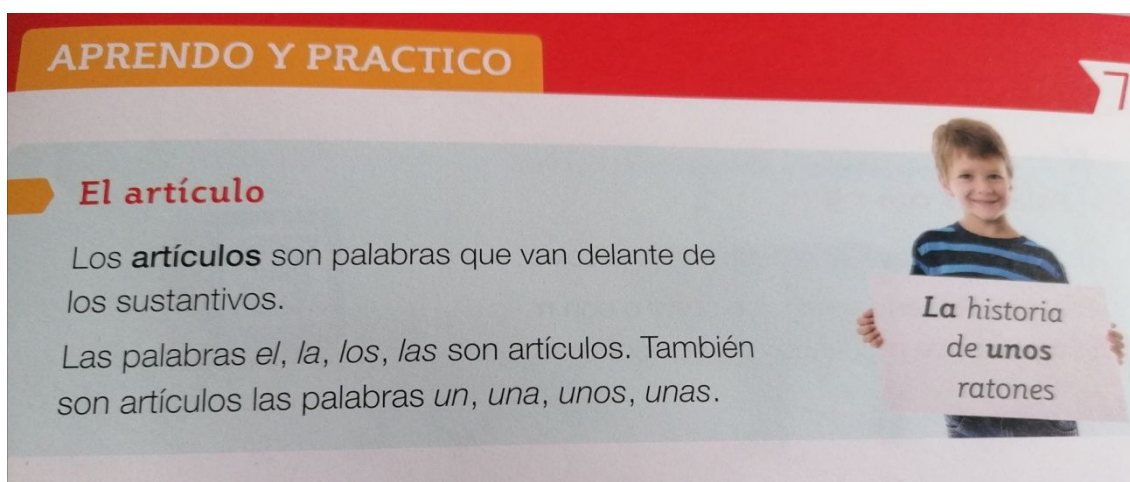 APRENDO Y PRACTICO
7
El artículo
Los artículos son palabras que van delante de
los sustantivos.
Las palabras el, la, los, las son artículos. También
son artículos las palabras un, una, unos, unas.
La historia
de unos
ratones